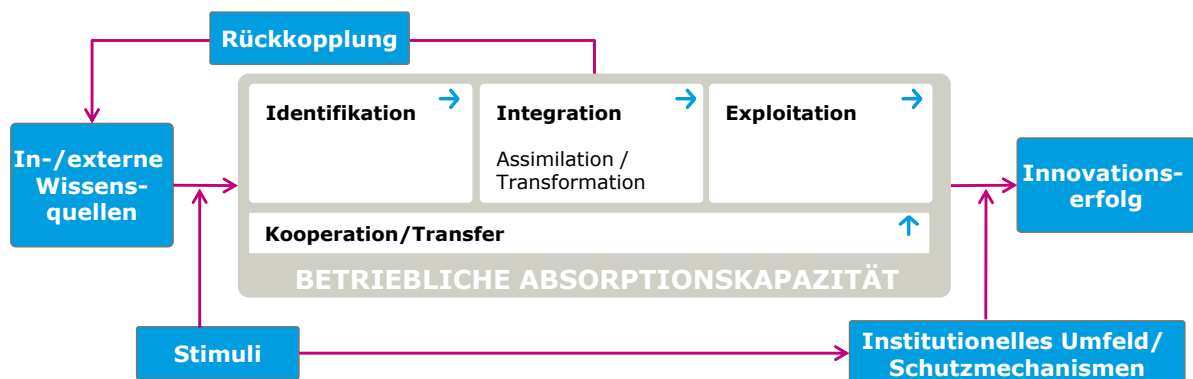 Rückkopplung
Identifikation
Integration
Exploitation
Assimilation /
Transformation
In-/externe
Wissens-
quellen
Innovations-
erfolg
Kooperation/Transfer
BETRIEBLICHE ABSORPTIONSKAPAZITÄT
Stimuli
Institutionelles Umfeld/
Schutzmechanismen